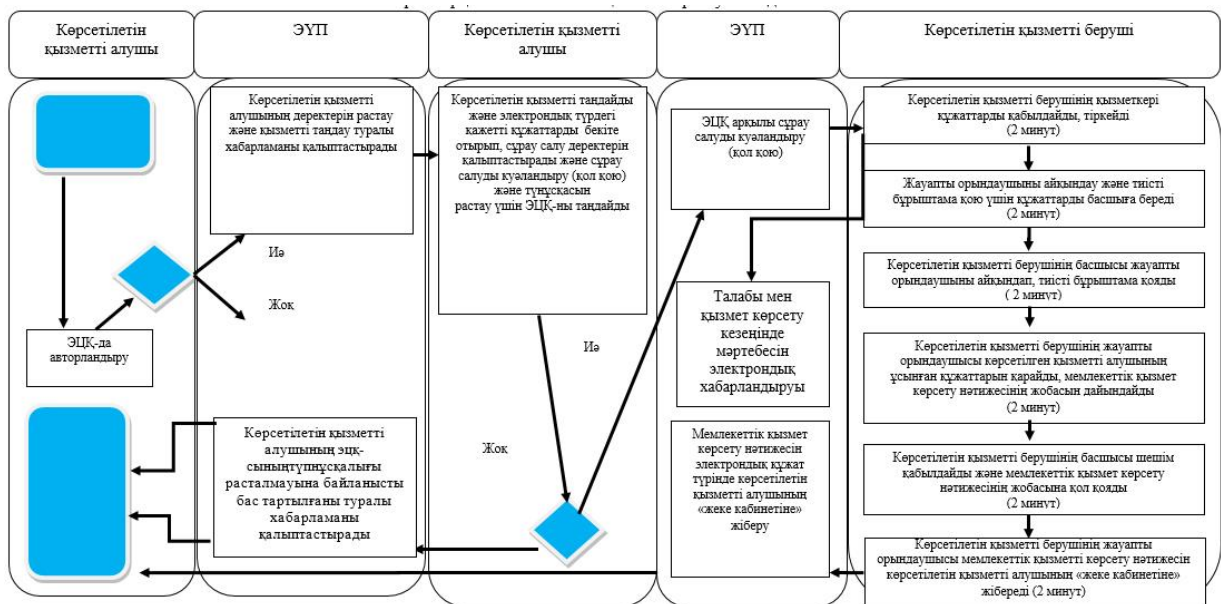 Көрсетілетін
қызметті алушы
ЭҮП
Көрсетілетін қызметті
алушы
ЭҮП
Көрсетілетін қызметті беруші
ЭЦҚ-да
авторландыру
Көрсетілетін қызметті
алушының деректерін растау
және қызметті таңдау туралы
хабарламаны қалыптастырады
Иә
Жоқ
Көрсетілетін қызметті
алушының эцқ-
сыныңтүпнұсқалығы
расталмауына байланысты
бас тартылғаны туралы
хабарламаны
қалыптастырады
Көрсетілетін қызметті таңдайды
және электрондық түрдегі
қажетті құжаттарды бекіте
отырып, сұрау салу деректерін
қалыптастырады және сұрау
салуды куәландыру (қол қою)
және түпнұсқасын
растау үшін ЭЦҚ-ны таңдайды
Иә
Жоқ
ЭЦҚ арқылы сұрау
салуды куәландыру
(қол қою)
Талабы мен
қызмет көрсету
кезеңінде
мәртебесін
электрондық
хабарландыруы
Мемлекеттік қызмет
көрсету нәтижесін
электрондық құжат
түрінде көрсетілетін
қызметті алушының
«жеке кабинетіне»
жіберу
Көрсетілетін қызметті берушінің қызметкері
құжаттарды қабылдайды, тіркейді
(2 минут)
Жауапты орындаушыны айқындау және тиісті
бұрыштама қою үшін құжаттарды басшыға береді
(2 минут)
Көрсетілетін қызметті берушінің басшысы жауапты
орындаушыны айқындап, тиісті бұрыштама қояды
( 2 минут)
Көрсетілетін қызметті берушінің жауапты
орындаушысы көрсетілген қызметті алушының
ұсынған құжаттарын қарайды, мемлекеттік қызмет
көрсету нәтижесінің жобасын дайындайды
(2 минут)
Көрсетілетін қызметті берушінің басшысы шешім
қабылдайды және мемлекеттік қызмет көрсету
нәтижесінің жобасына қол қояды
(2 минут)
Көрсетілетін қызметті берушінің жауапты
орындаушысы мемлекеттік қызметті көрсету нәтижесін
көрсетілетін қызметті алушының «жеке кабинетіне»
жібереді (2 минут)